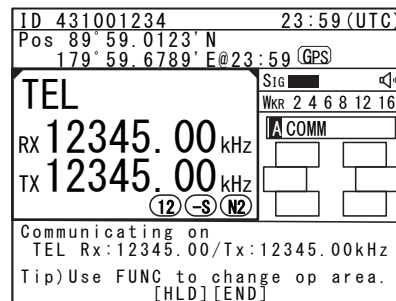 ID 431001234 23:59(UTC)
Pos 89°59.0123'N
179°59.6789'E@23:59 GPS
TEL
SIG
WKR 2 4 6 8 12 16
A COMM
RX 12345.00 kHz
TX 12345.00 kHz
12 -S N2
Communicating on
TEL Rx:12345.00/Tx:12345.00kHz
Tip)Use FUNC to change op area.
[HLD][END]